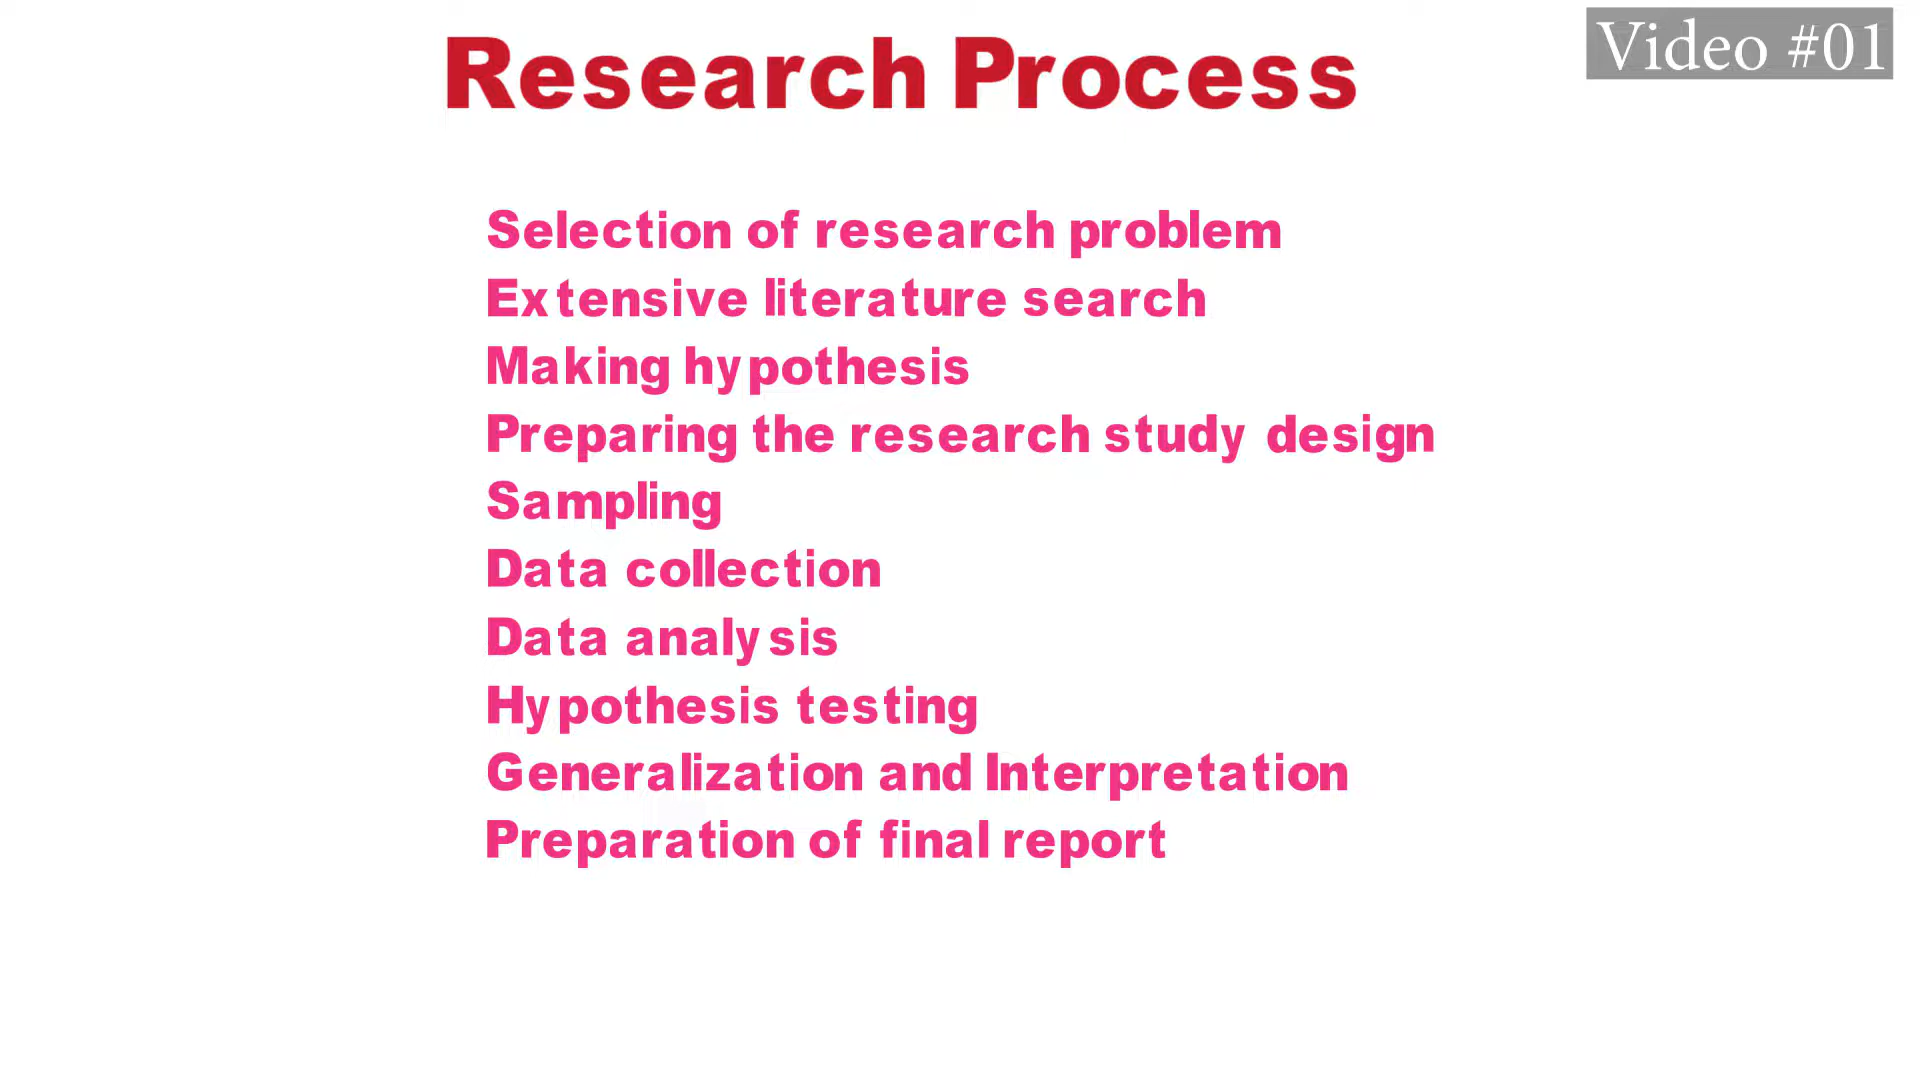 Research Process
Video #01
Selection of research problem
Extensive literature search
Making hypothesis
Preparing the research study design
Sampling
Data collection
Data analysis
Hypothesis testing
Generalization and Interpretation
Preparation of final report